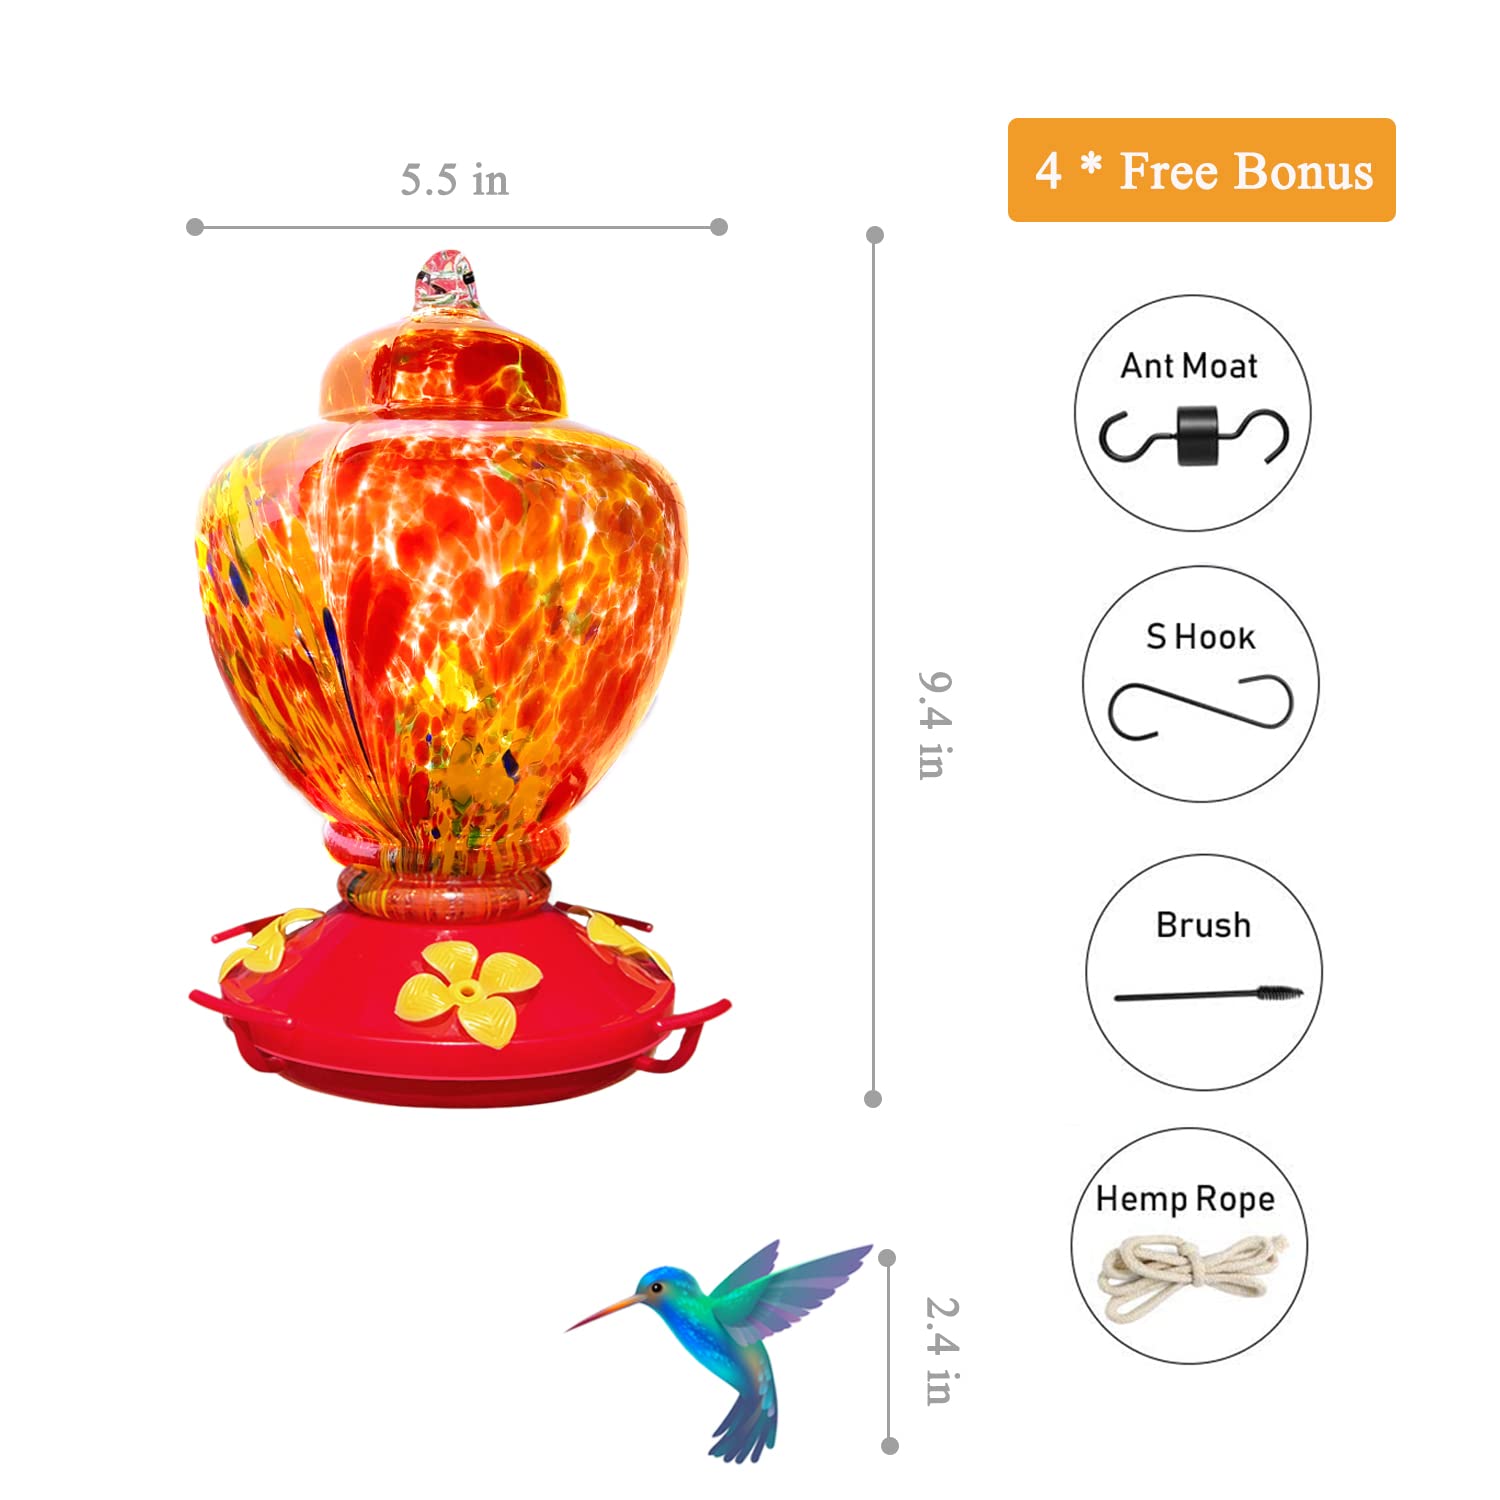 5.5 in
4 * Free Bonus
Ant Moat
S Hook
9.4 in
Brush
Hemp Rope
2.4 in